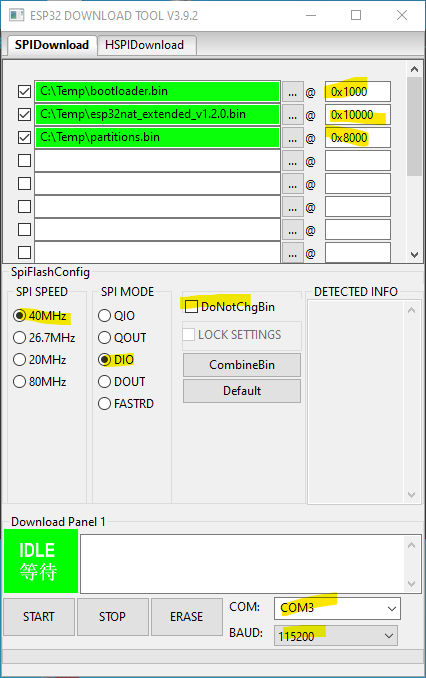 ESP32 DOWNLOAD TOOL V3.9.2
SPIDownload HSPIDownload
C:\Temp\bootloader.bin ... @ 0x1000
C:\Temp\esp32nat_extended_v1.2.0.bin ... @ 0x10000
C:\Temp\partitions.bin ... @ 0x8000
... @
... @
... @
... @
... @
SpiFlashConfig
SPI SPEED
40MHz
26.7MHz
20MHz
80MHz
SPI MODE
QIO
QOUT
DIO
DOUT
FASTRD
DoNotChgBin
LOCK SETTINGS
CombineBin
Default
DETECTED INFO
Download Panel 1
IDLE
等待
START STOP ERASE
COM: COM3
BAUD: 115200